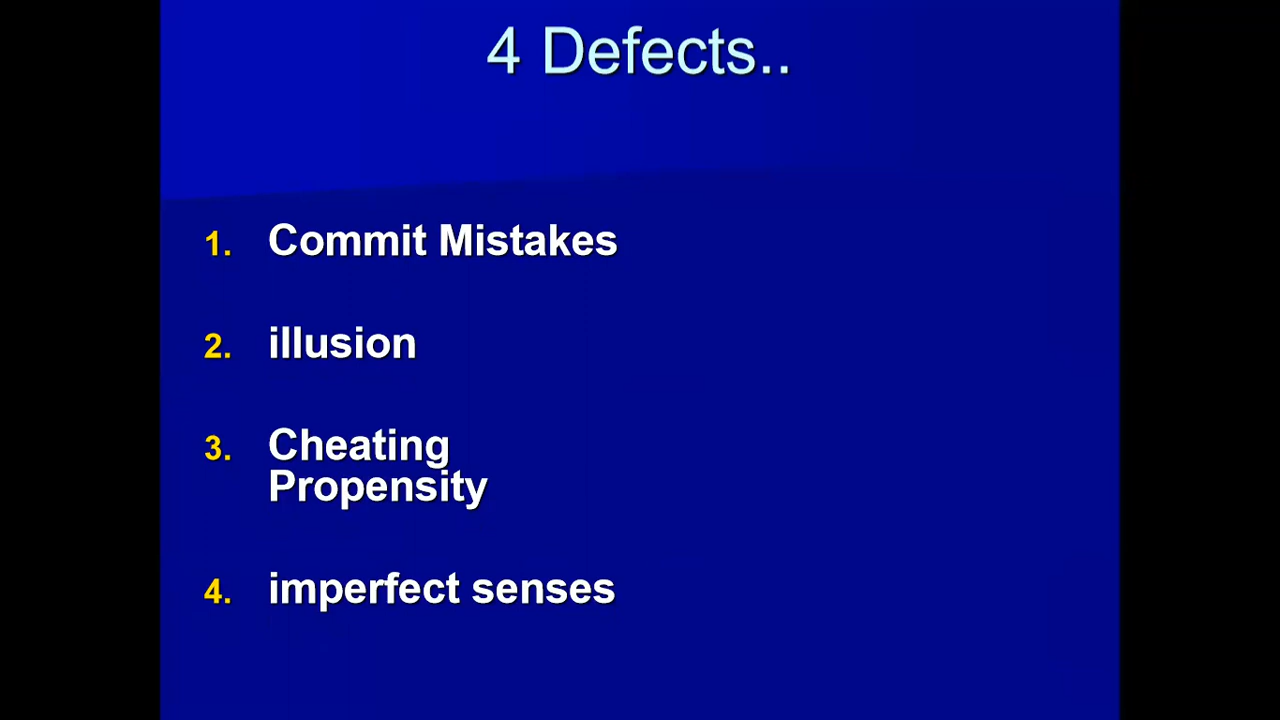 4 Defects..
1. Commit Mistakes
2. illusion
3. Cheating
Propensity
4. imperfect senses